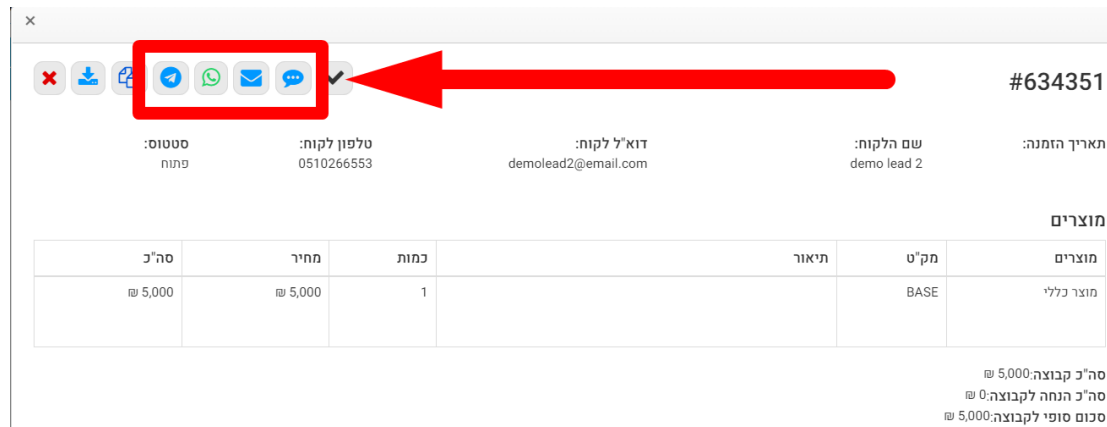 ×
#634351
תאריך הזמנה: שם הלקוח: דוא"ל לקוח: טלפון לקוח: סטטוס:
demo lead 2 demolead2@email.com 0510266553 פתוח
מוצרים
מוצרים מק"ט תיאור כמות מחיר סה"כ
מוצר כללי BASE 1 5,000 ₪ 5,000 ₪
סה"כ קבוצה:5,000 ₪
סה"כ הנחה לקבוצה:0 ₪
סכום סופי לקבוצה:5,000 ₪